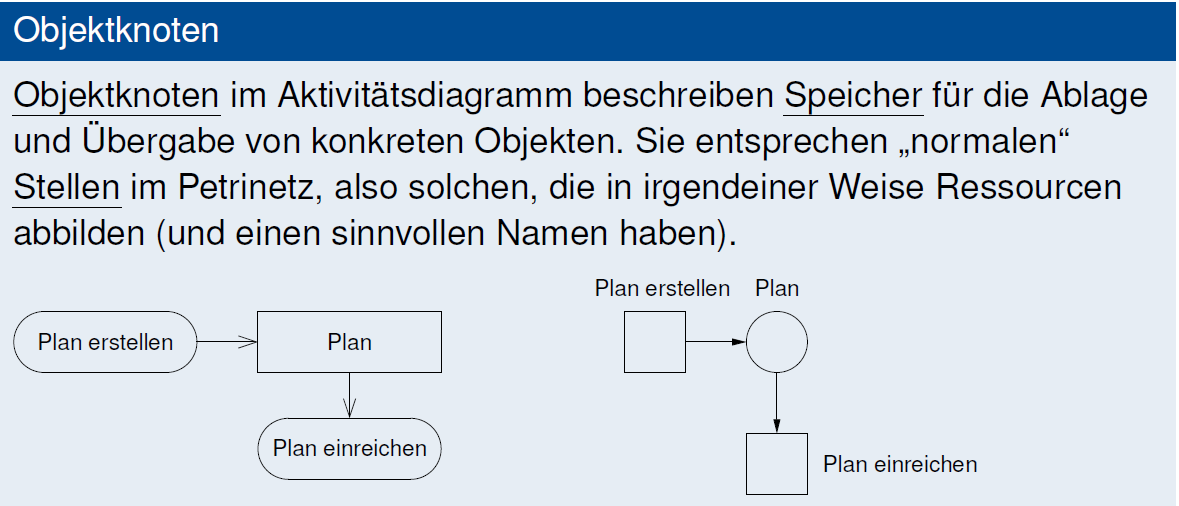 Objektknoten
Objektknoten im Aktivitätsdiagramm beschreiben Speicher für die Ablage
und Übergabe von konkreten Objekten. Sie entsprechen „normalen“
Stellen im Petrinetz, also solchen, die in irgendeiner Weise Ressourcen
abbilden (und einen sinnvollen Namen haben).
Plan erstellen
Plan
Plan einreichen
Plan erstellen
Plan
Plan einreichen